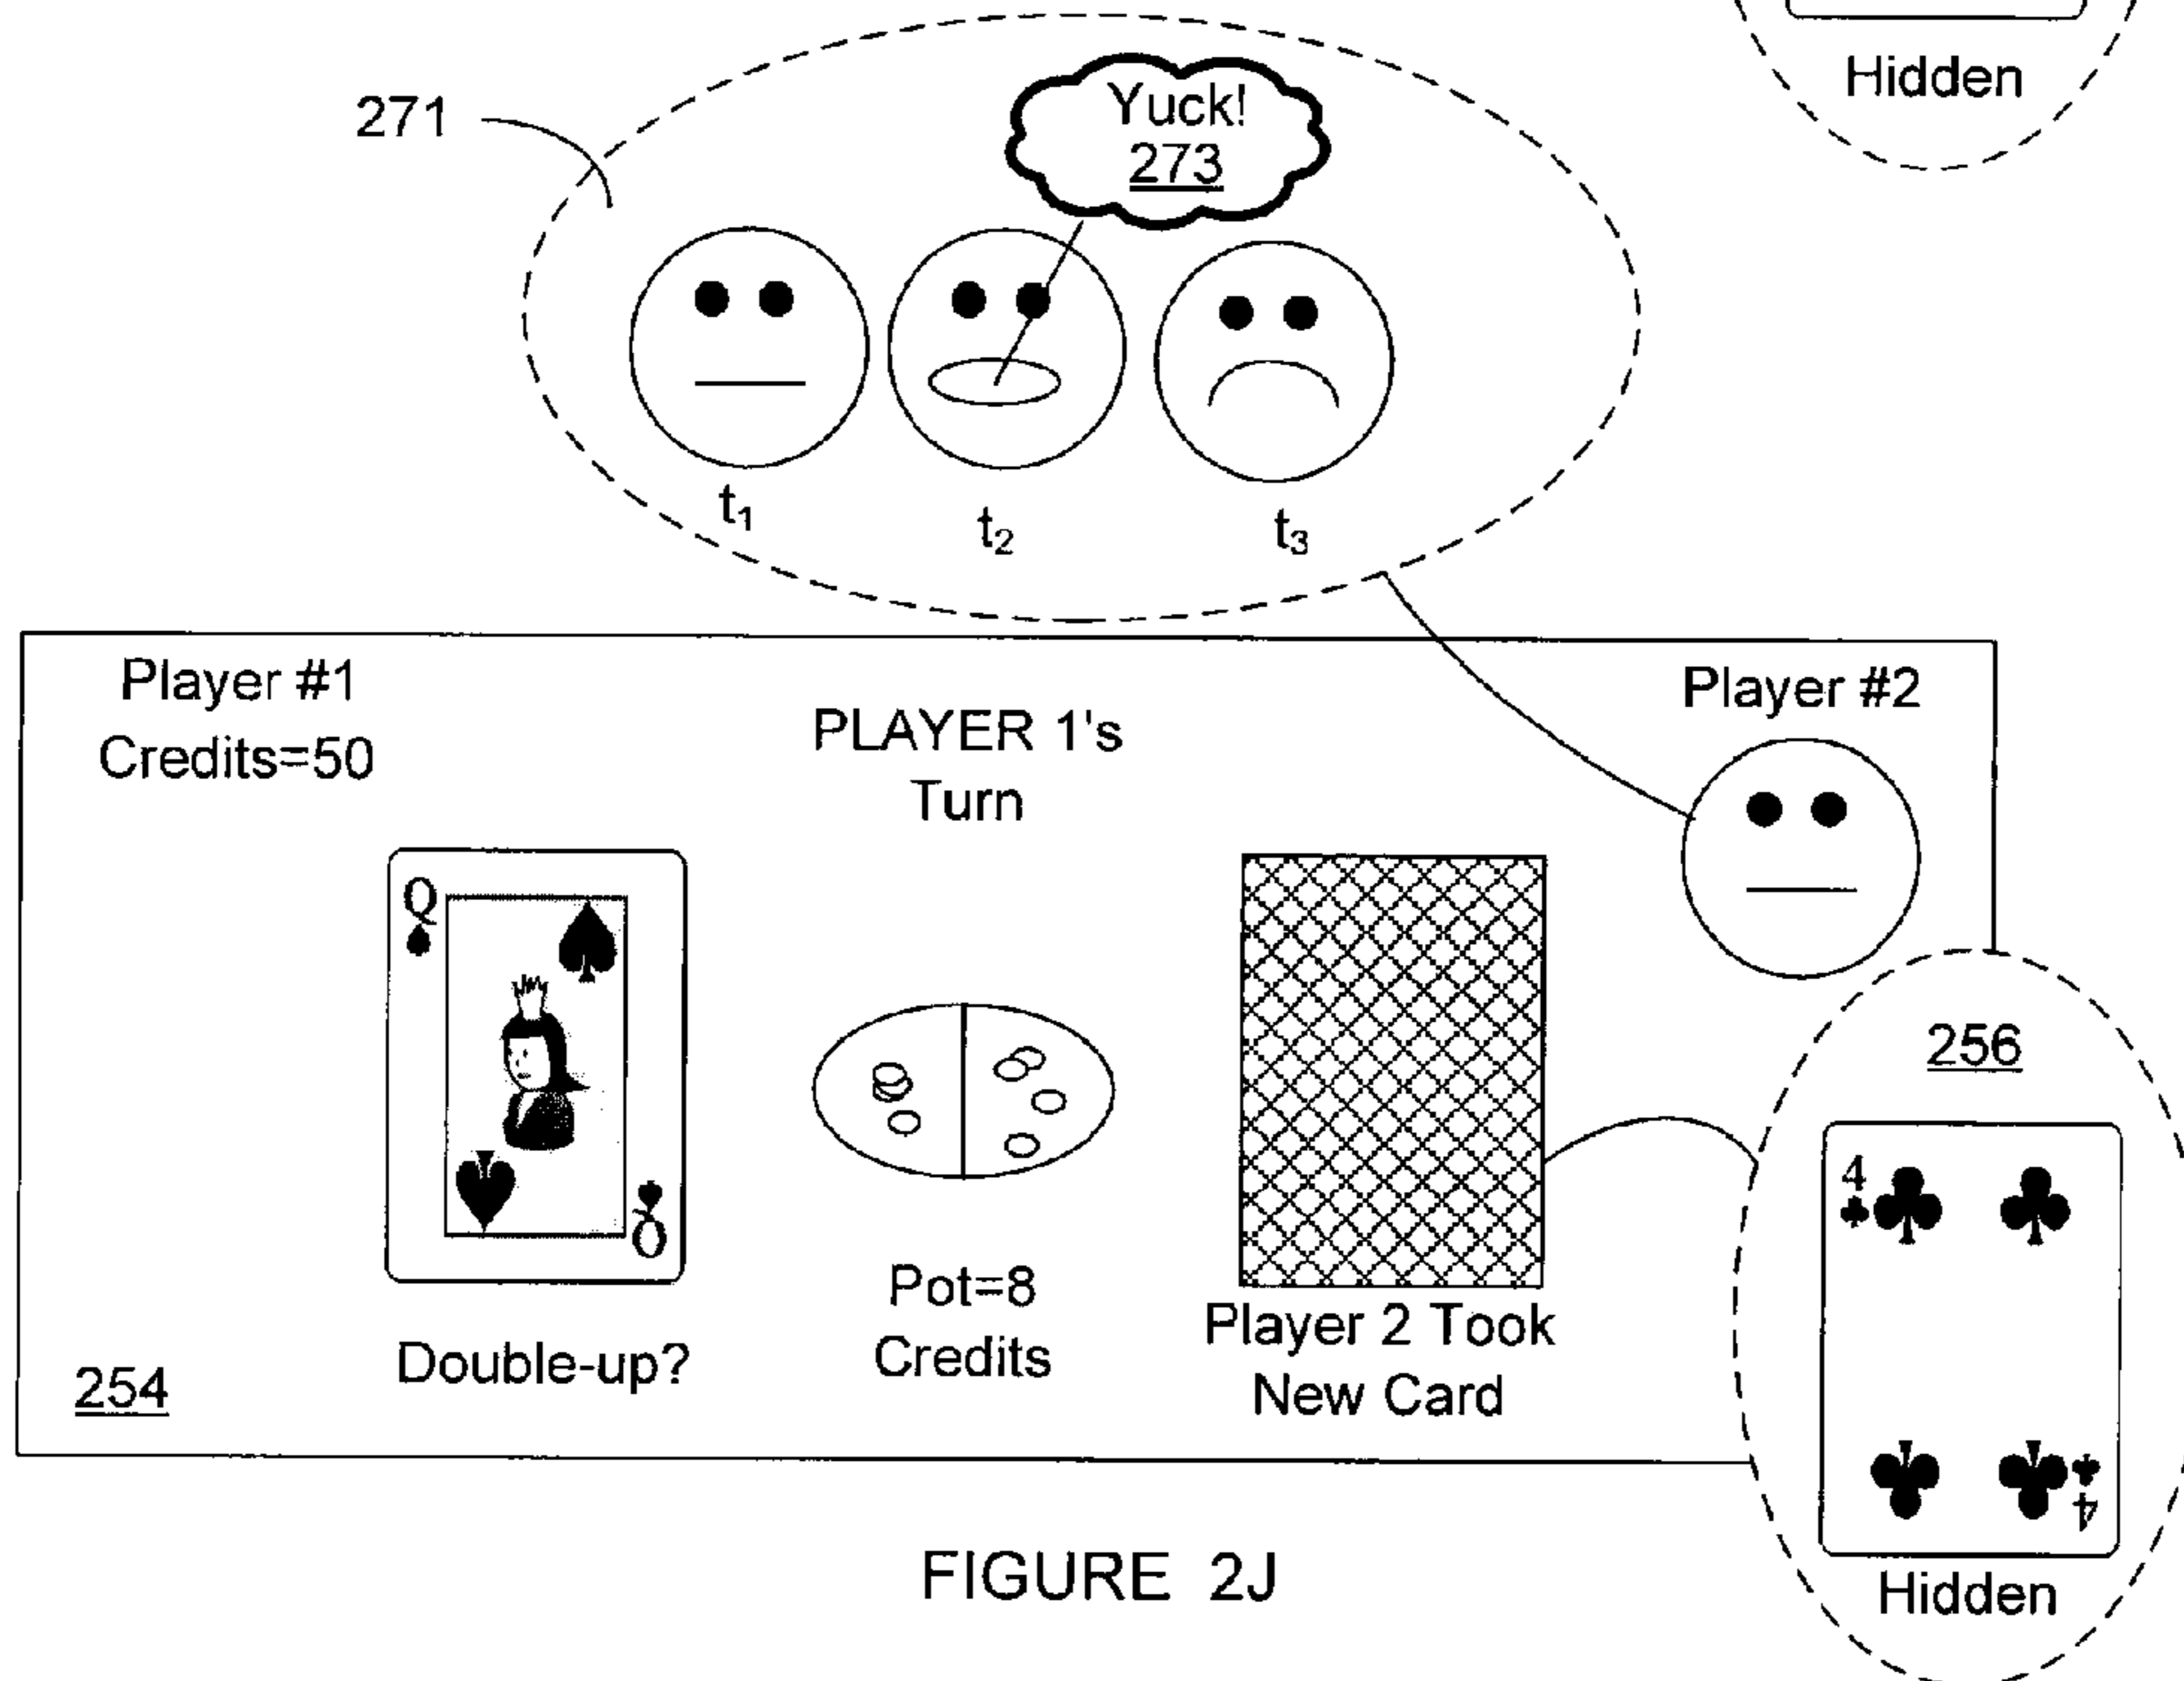 Hidden
271
Yuck!
273
t₁
t₂
t₃
Player #1
Credits=50
PLAYER 1's
Turn
Player #2
Q
Q
Double-up?
Pot=8
Credits
Player 2 Took
New Card
254
256
4
4
Hidden
FIGURE 2J